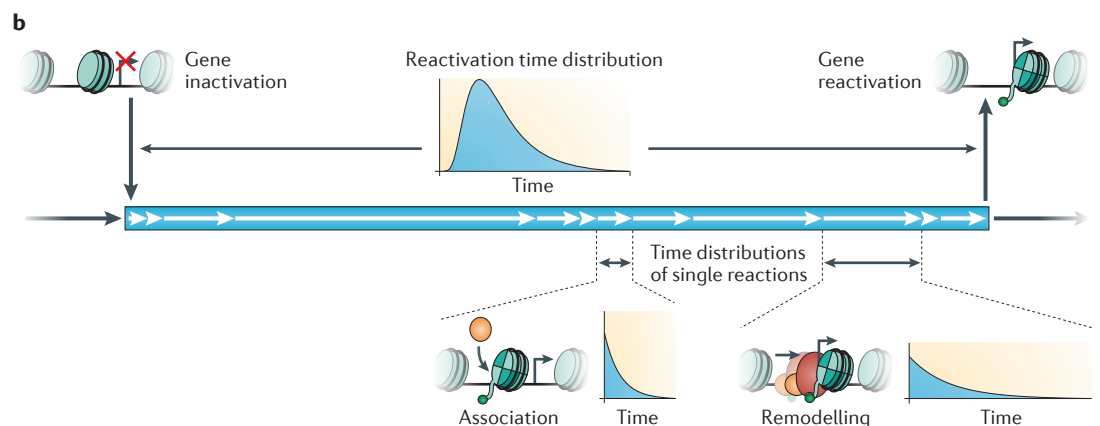 b
Gene
inactivation
Reactivation time distribution
Time
Gene
reactivation
Time distributions
of single reactions
Association
Time
Remodelling
Time